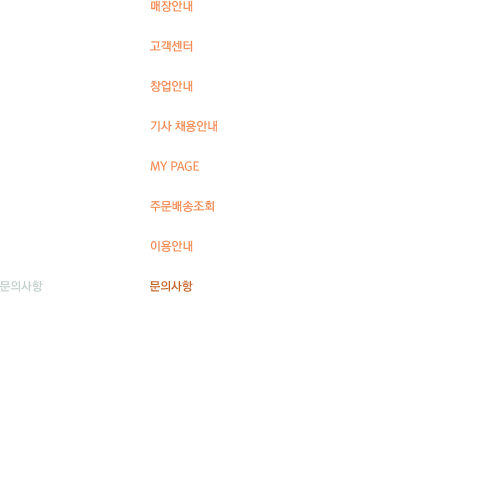 매장안내
고객센터
창업안내
기사 채용안내
MY PAGE
주문배송조회
이용안내
문의사항 문의사항